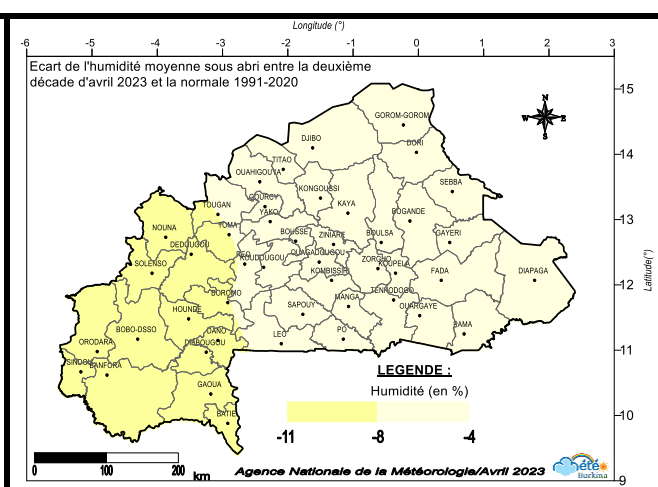 Longitude (°)
-6 -5 -4 -3 -2 -1 0 1 2 3
Ecart de l'humidité moyenne sous abri entre la deuxième
décade d'avril 2023 et la normale 1991-2020
15
N
W E
S
GOROM-GOROM
DJIBO
DORI
14
TITAO
OUAHIGOUYA
KONGOUSSI
SEBBA
TOUGAN
GOURCY
KAYA
YAKO
BOGANDE
13
NOUNA
TOMA
BOUSSE
ZINIARE
BOULSA
GAYERI
DEDOUGOU
OUAGADOUGOU
SOLENSO
REO
KOUDOUGOU
KOMBISSIRI
ZORGHO
KOUPELA
FADA
DIAPAGA
12
Latitude(°)
BOROMO
MANGA
TENKODOGO
HOUNDE
SAPOUY
OUARGAYE
BOBO-DSSO
DANO
LEO
PO
PAMA
ORODARA
DIEBOUGOU
11
SINDOU
BANFORA
LEGENDE :
GAOUA
Humidité (en %)
BATIE
10
-11 -8 -4
0 100 200
km
Agence Nationale de la Météorologie/Avril 2023
Météo
Burkina
9